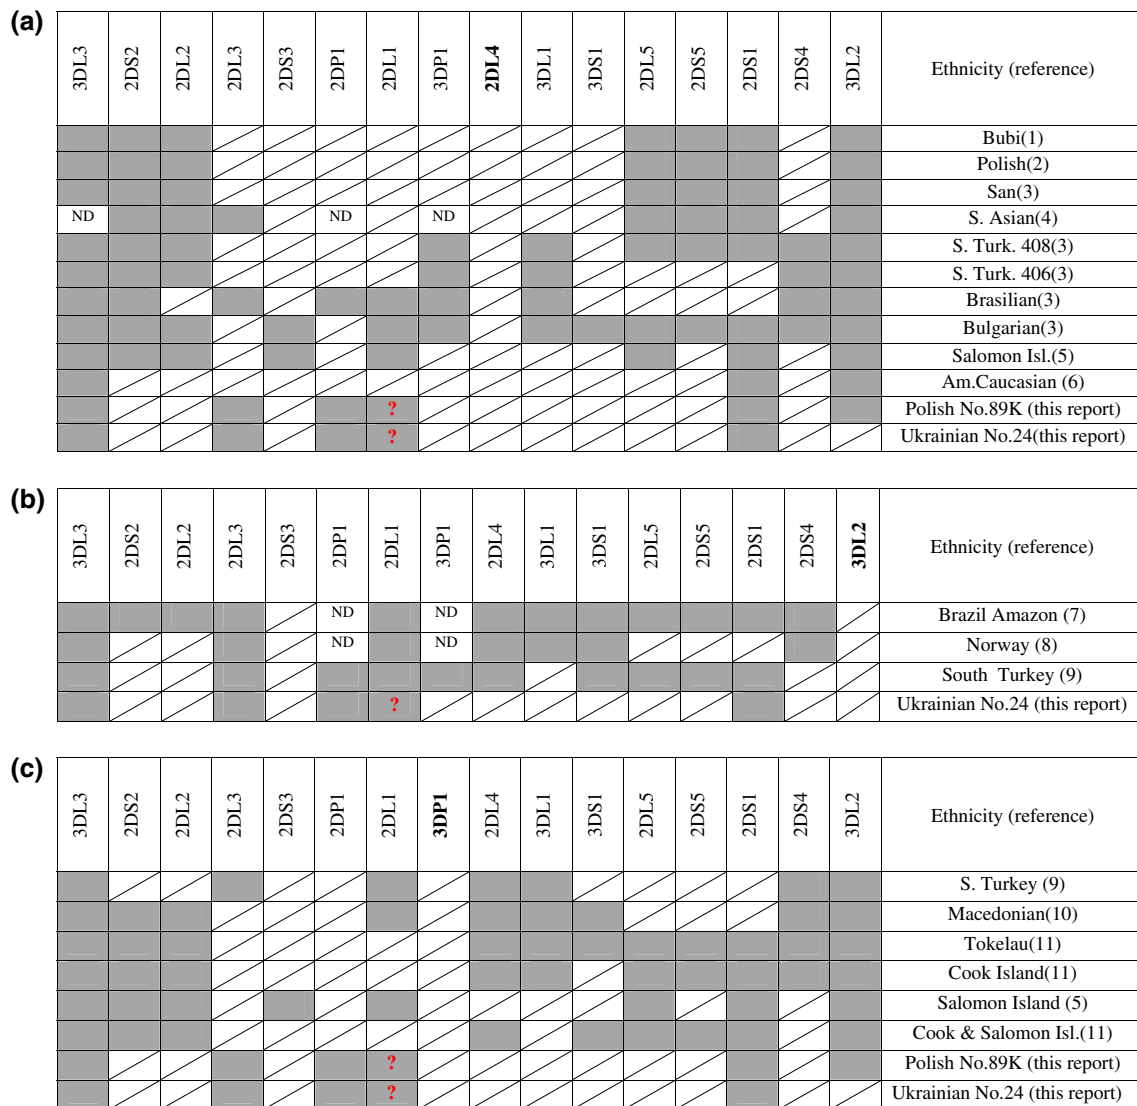 (a)
3DL3 2DS2 2DL2 2DL3 2DS3 2DP1 2DL1 3DP1 2DL4 3DL1 3DS1 2DL5 2DS5 2DS1 2DS4 3DL2 Ethnicity (reference)
Bubi(1)
Polish(2)
San(3)
ND ND ND S. Asian(4)
S. Turk. 408(3)
S. Turk. 406(3)
Brasilian(3)
Bulgarian(3)
Salomon Isl.(5)
Am.Caucasian (6)
? Polish No.89K (this report)
? Ukrainian No.24(this report)
(b)
3DL3 2DS2 2DL2 2DL3 2DS3 2DP1 2DL1 3DP1 2DL4 3DL1 3DS1 2DL5 2DS5 2DS1 2DS4 3DL2 Ethnicity (reference)
ND ND Brazil Amazon (7)
ND ND Norway (8)
South Turkey (9)
? Ukrainian No.24 (this report)
(c)
3DL3 2DS2 2DL2 2DL3 2DS3 2DP1 2DL1 3DP1 2DL4 3DL1 3DS1 2DL5 2DS5 2DS1 2DS4 3DL2 Ethnicity (reference)
S. Turkey (9)
Macedonian(10)
Tokelau(11)
Cook Island(11)
Salomon Island (5)
Cook & Salomon Isl.(11)
? Polish No.89K (this report)
? Ukrainian No.24 (this report)